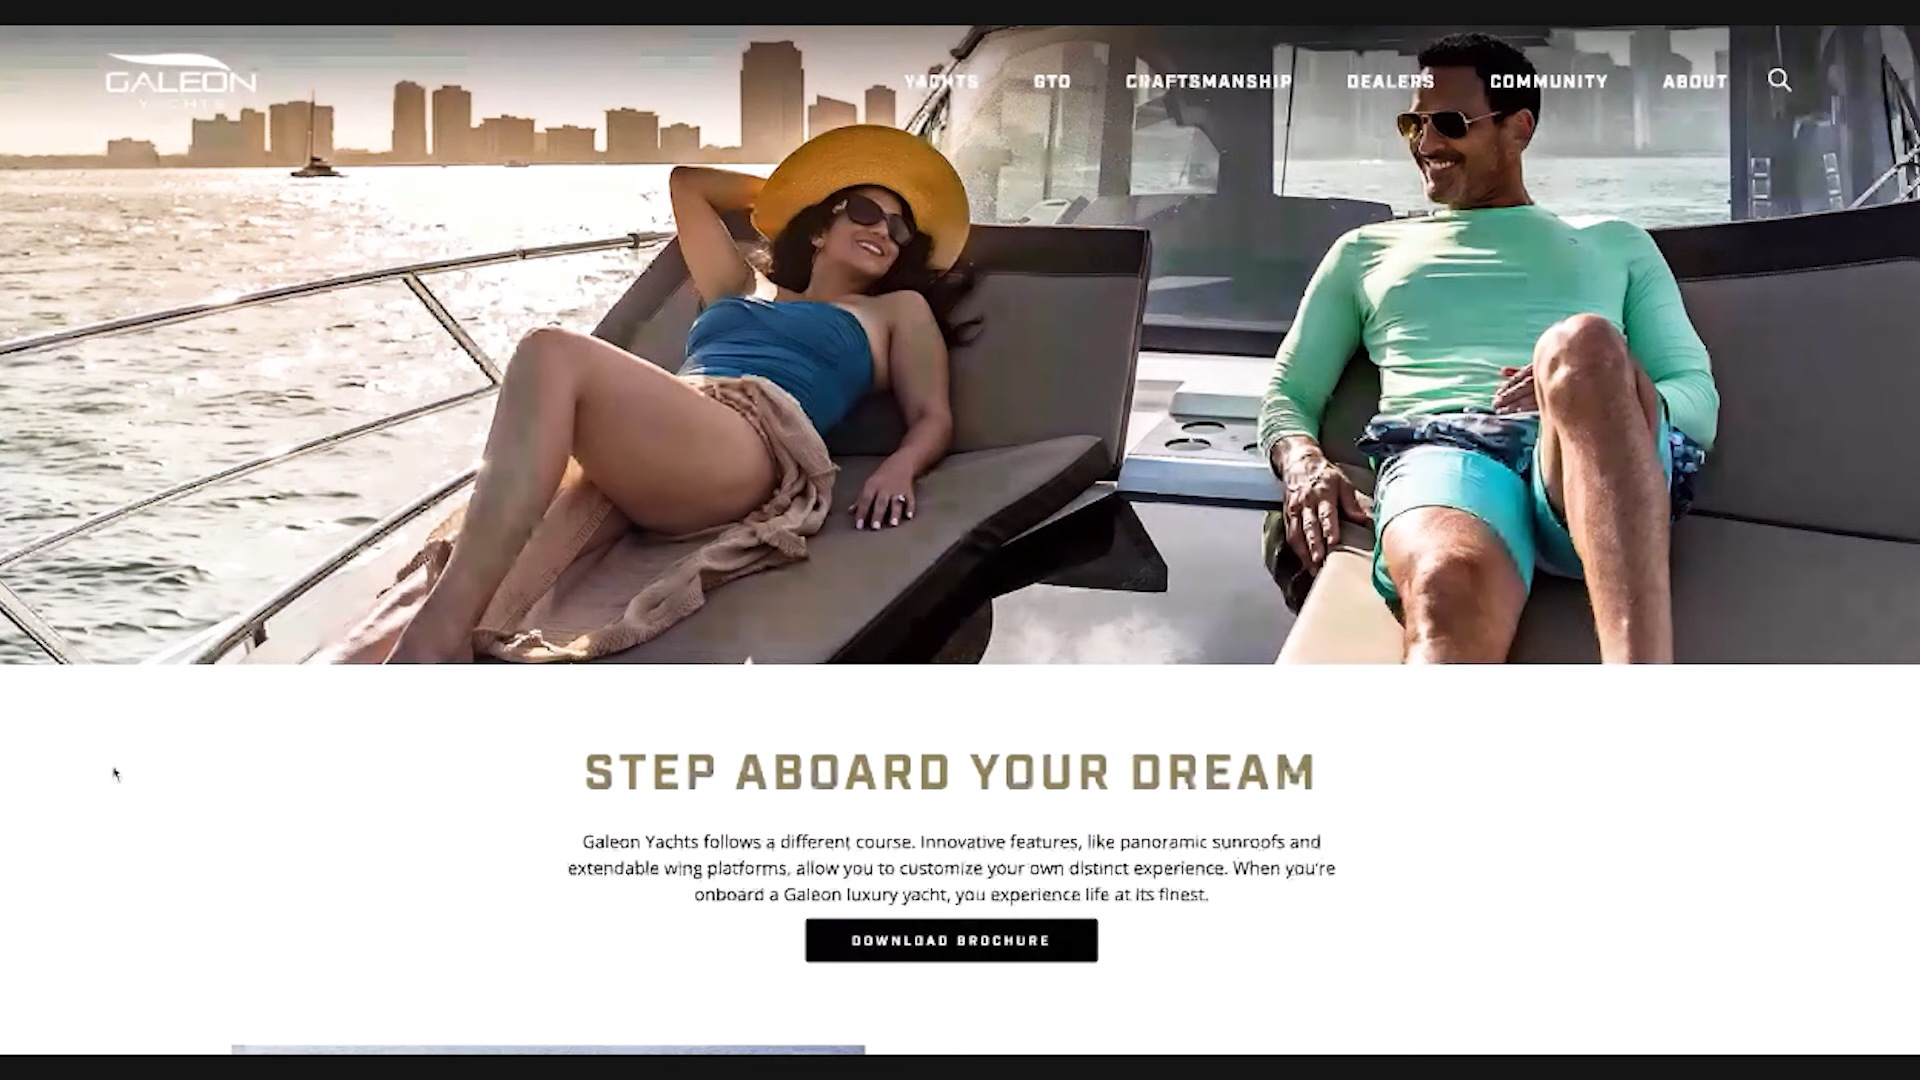 GALEON
YACHTS
YACHTS GTO CRAFTSMANSHIP DEALERS COMMUNITY ABOUT
STEP ABOARD YOUR DREAM
Galeon Yachts follows a different course. Innovative features, like panoramic sunroofs and
extendable wing platforms, allow you to customize your own distinct experience. When you're
onboard a Galeon luxury yacht, you experience life at its finest.
DOWNLOAD BROCHURE